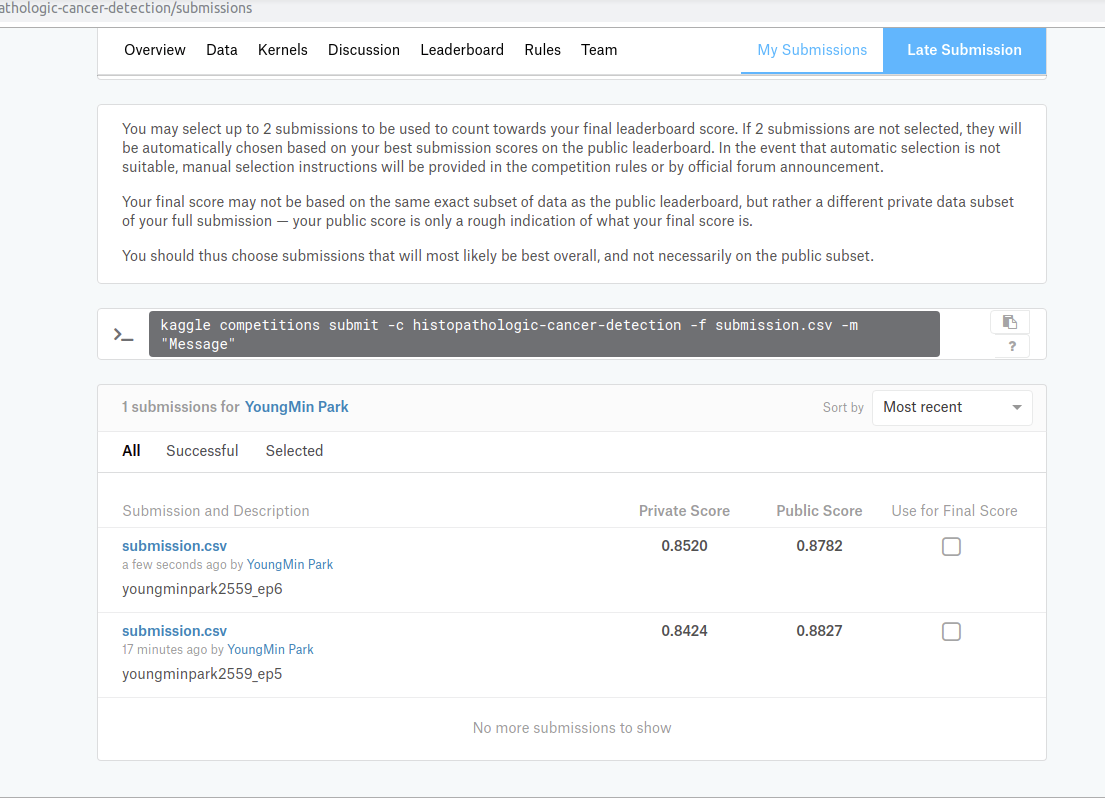 athologic-cancer-detection/submissions
Overview Data Kernels Discussion Leaderboard Rules Team My Submissions Late Submission
You may select up to 2 submissions to be used to count towards your final leaderboard score. If 2 submissions are not selected, they will
be automatically chosen based on your best submission scores on the public leaderboard. In the event that automatic selection is not
suitable, manual selection instructions will be provided in the competition rules or by official forum announcement.
Your final score may not be based on the same exact subset of data as the public leaderboard, but rather a different private data subset
of your full submission — your public score is only a rough indication of what your final score is.
You should thus choose submissions that will most likely be best overall, and not necessarily on the public subset.
>_ kaggle competitions submit -c histopathologic-cancer-detection -f submission.csv -m
"Message"
?
1 submissions for YoungMin Park Sort by Most recent
All Successful Selected
Submission and Description Private Score Public Score Use for Final Score
submission.csv 0.8520 0.8782
a few seconds ago by YoungMin Park
youngminpark2559_ep6
submission.csv 0.8424 0.8827
17 minutes ago by YoungMin Park
youngminpark2559_ep5
No more submissions to show